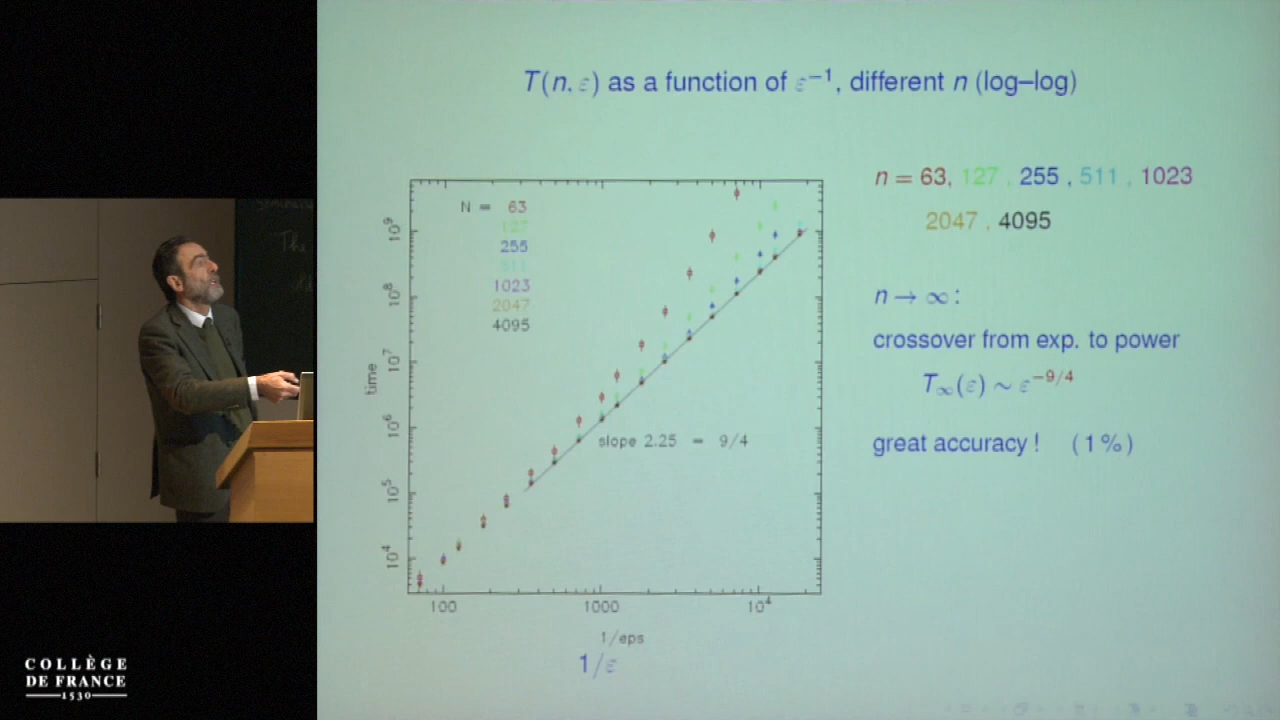 T(n, ε) as a function of ε⁻¹, different n (log–log)
N = 63
127
255
511
1023
2047
4095
10⁹
10⁸
10⁷
10⁶
10⁵
10⁴
time
slope 2.25 = 9/4
100 1000 10⁴
1/eps
1/ε
n = 63, 127 , 255 , 511 , 1023
2047 , 4095
n → ∞ :
crossover from exp. to power
T∞(ε) ∼ ε⁻⁹ᐟ⁴
great accuracy ! (1 %)
The
COLLÈGE
DE FRANCE
1530